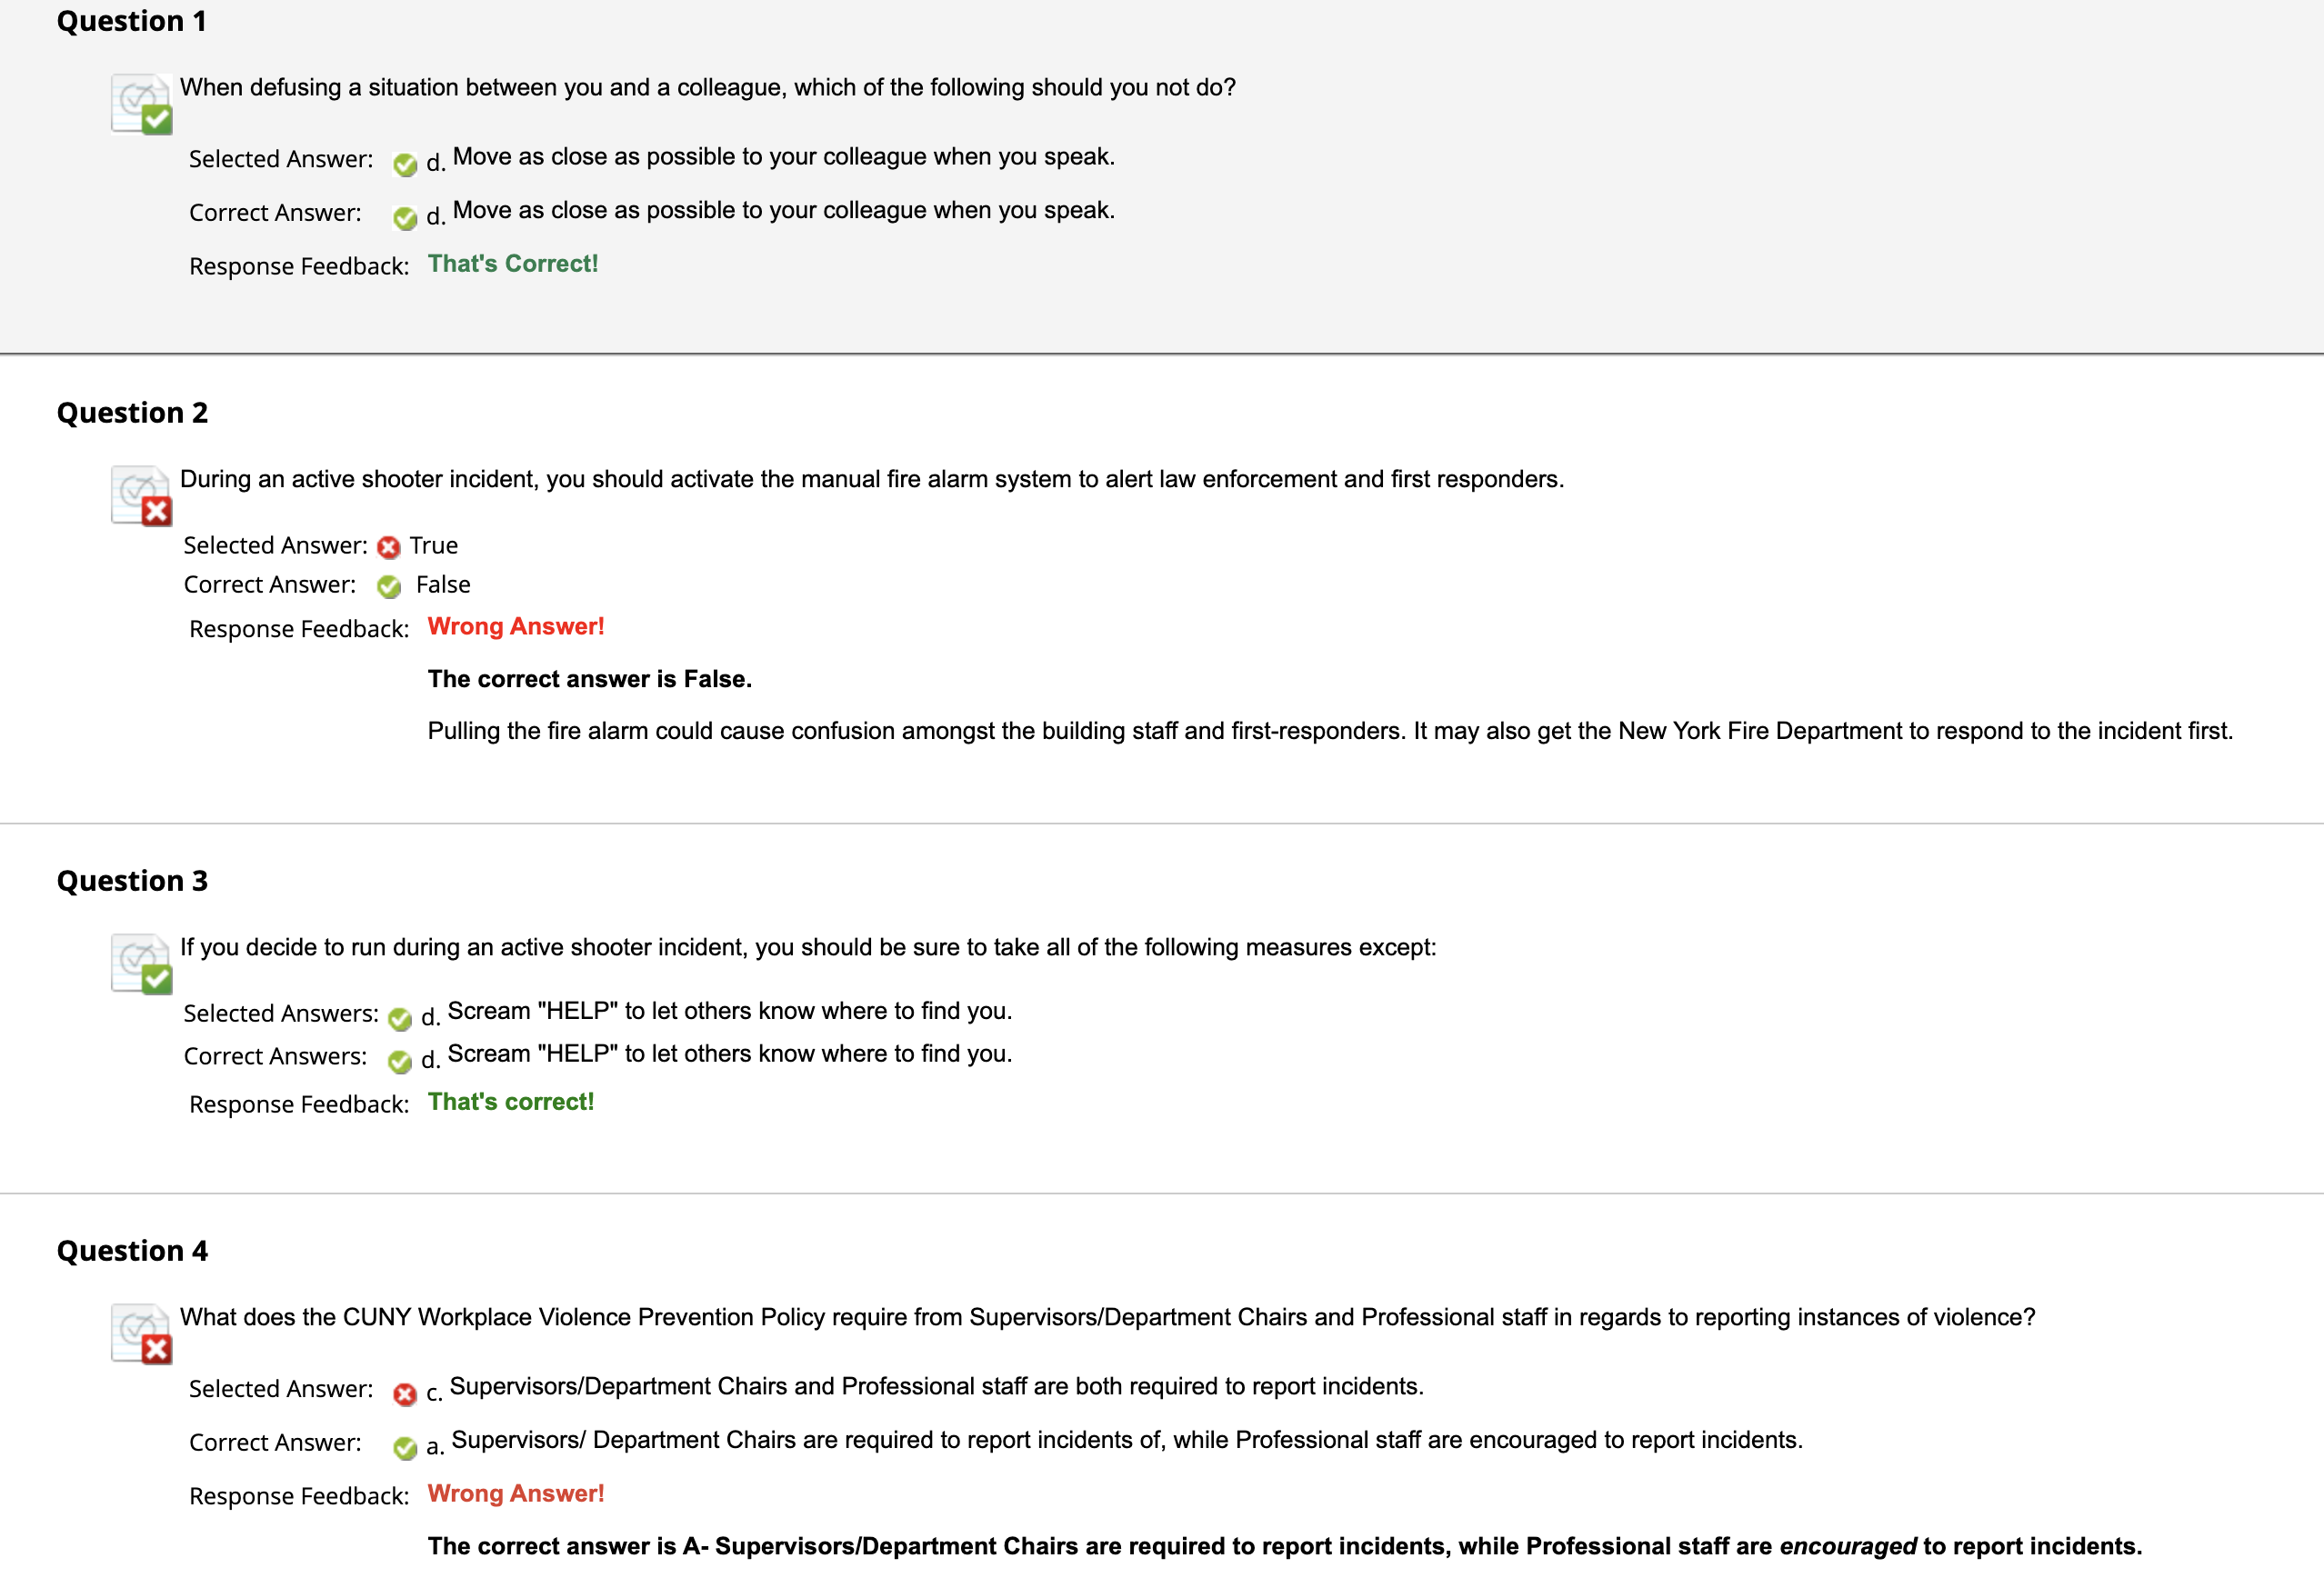 Question 1
When defusing a situation between you and a colleague, which of the following should you not do?
Selected Answer: d. Move as close as possible to your colleague when you speak.
Correct Answer: d. Move as close as possible to your colleague when you speak.
Response Feedback: That's Correct!
Question 2
During an active shooter incident, you should activate the manual fire alarm system to alert law enforcement and first responders.
Selected Answer: True
Correct Answer: False
Response Feedback: Wrong Answer!
The correct answer is False.
Pulling the fire alarm could cause confusion amongst the building staff and first-responders. It may also get the New York Fire Department to respond to the incident first.
Question 3
If you decide to run during an active shooter incident, you should be sure to take all of the following measures except:
Selected Answers: d. Scream "HELP" to let others know where to find you.
Correct Answers: d. Scream "HELP" to let others know where to find you.
Response Feedback: That's correct!
Question 4
What does the CUNY Workplace Violence Prevention Policy require from Supervisors/Department Chairs and Professional staff in regards to reporting instances of violence?
Selected Answer: c. Supervisors/Department Chairs and Professional staff are both required to report incidents.
Correct Answer: a. Supervisors/ Department Chairs are required to report incidents of, while Professional staff are encouraged to report incidents.
Response Feedback: Wrong Answer!
The correct answer is A- Supervisors/Department Chairs are required to report incidents, while Professional staff are encouraged to report incidents.